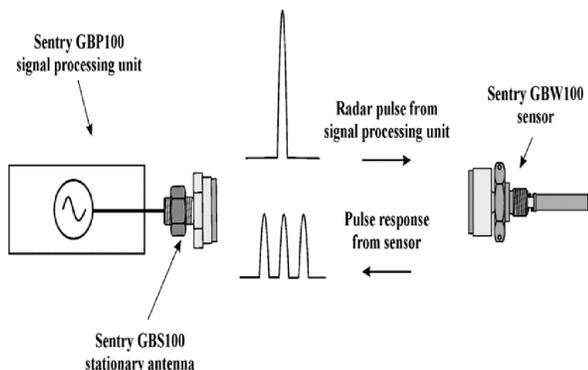 Sentry GBP100
signal processing unit
Radar pulse from
signal processing unit
Sentry GBW100
sensor
Pulse response
from sensor
Sentry GBS100
stationary antenna